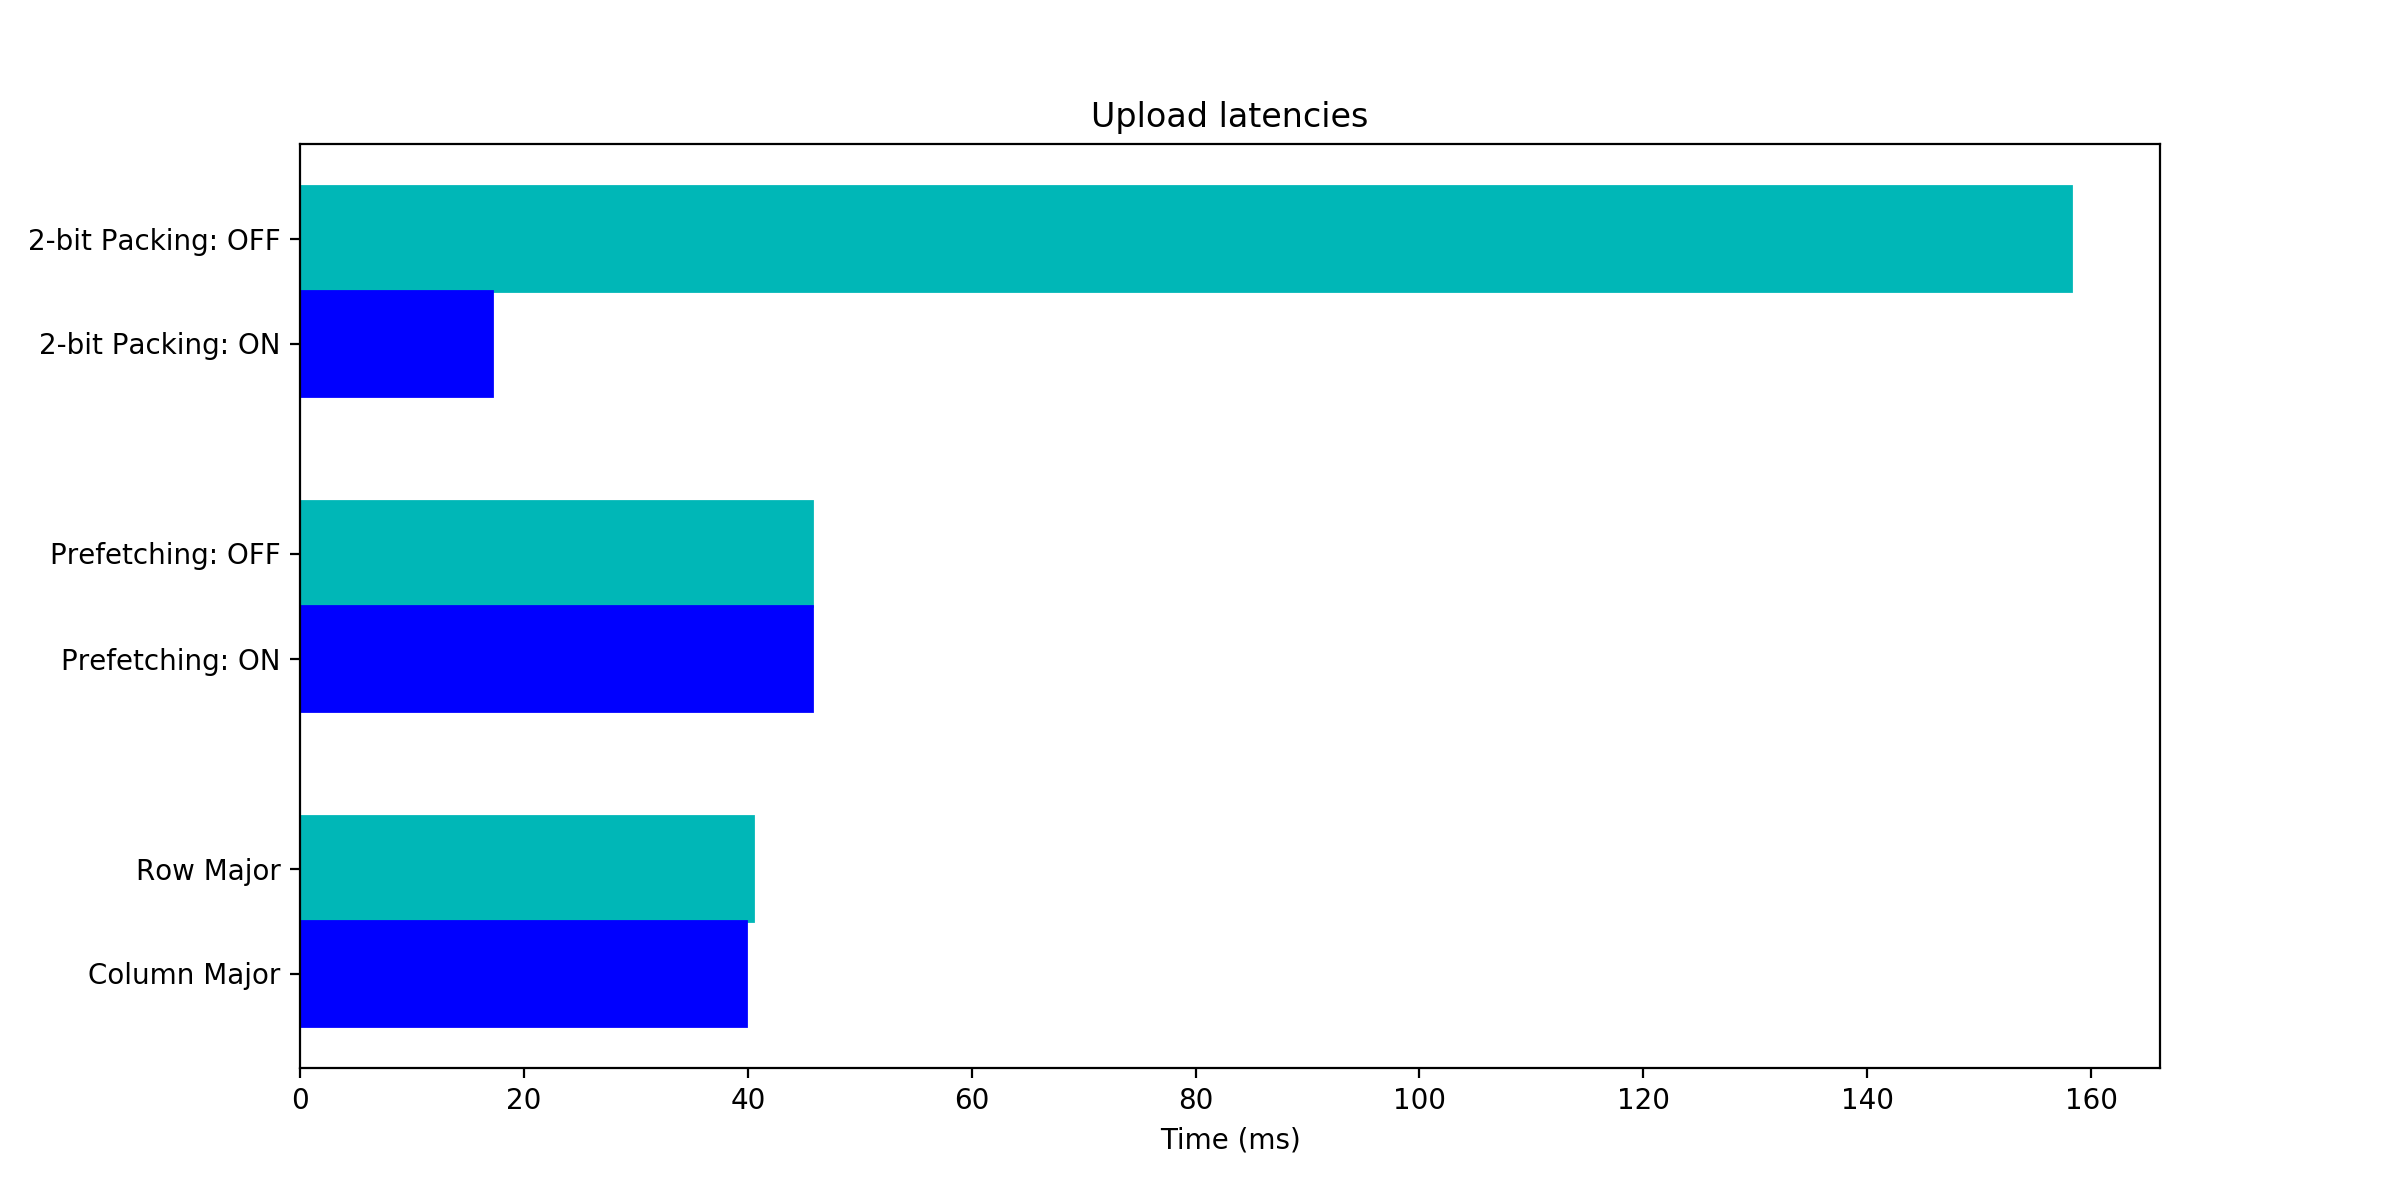 Upload latencies
2-bit Packing: OFF
2-bit Packing: ON
Prefetching: OFF
Prefetching: ON
Row Major
Column Major
0 20 40 60 80 100 120 140 160
Time (ms)